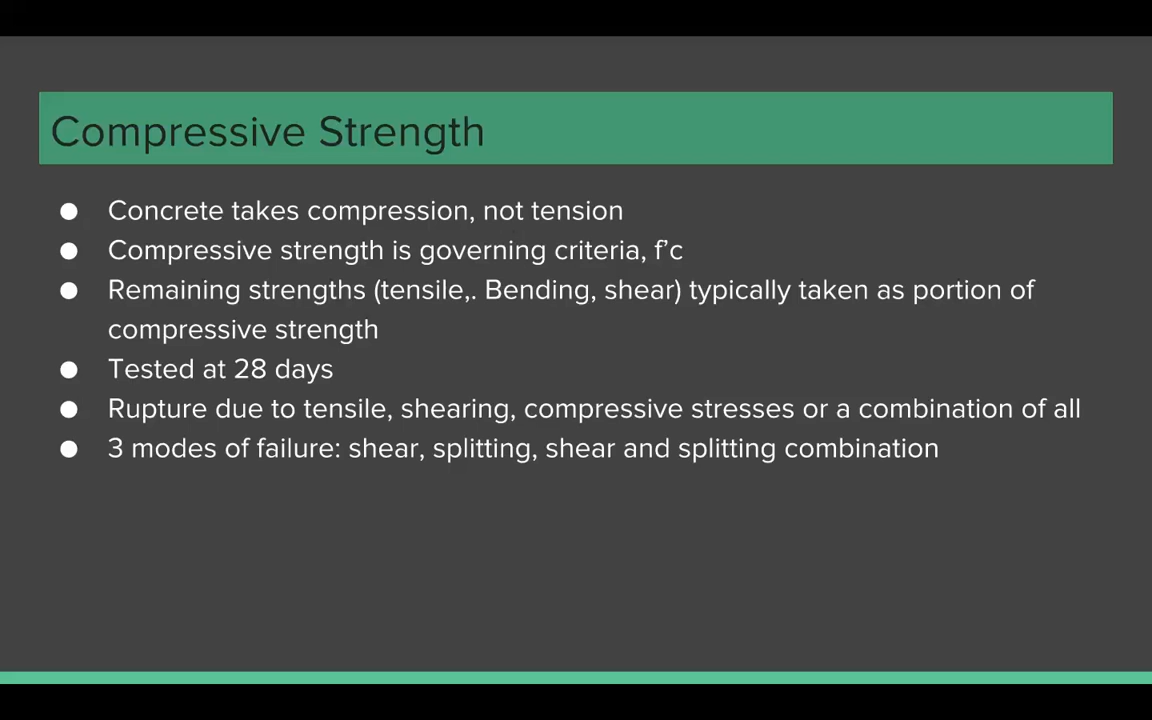 Compressive Strength
● Concrete takes compression, not tension
● Compressive strength is governing criteria, f’c
● Remaining strengths (tensile,. Bending, shear) typically taken as portion of
compressive strength
● Tested at 28 days
● Rupture due to tensile, shearing, compressive stresses or a combination of all
● 3 modes of failure: shear, splitting, shear and splitting combination